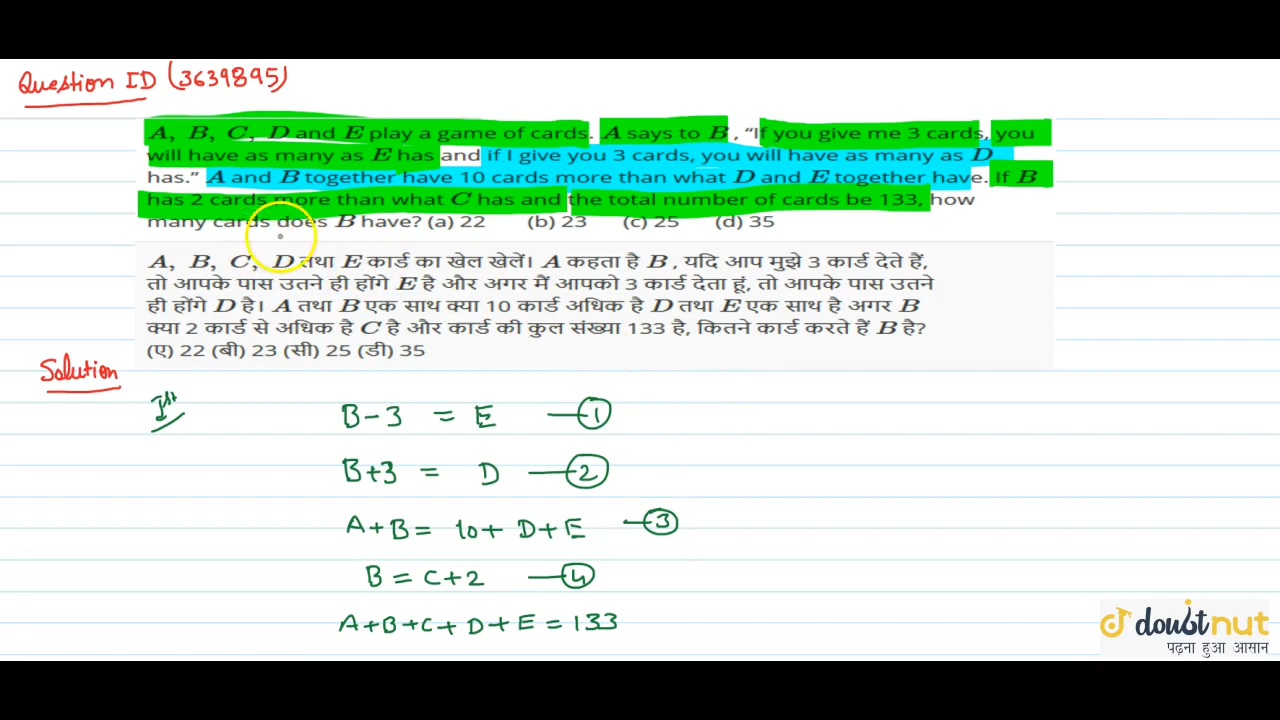 Question ID (3639895)
A, B, C, D and E play a game of cards. A says to B, “If you give me 3 cards, you
will have as many as E has and if I give you 3 cards, you will have as many as D
has.” A and B together have 10 cards more than what D and E together have. If B
has 2 cards more than what C has and the total number of cards be 133, how
many cards does B have? (a) 22 (b) 23 (c) 25 (d) 35
A, B, C, D तथा E कार्ड का खेल खेलें। A कहता है B, यदि आप मुझे 3 कार्ड देते हैं,
तो आपके पास उतने ही होंगे E है और अगर मैं आपको 3 कार्ड देता हूं, तो आपके पास उतने
ही होंगे D है। A तथा B एक साथ क्या 10 कार्ड अधिक है D तथा E एक साथ है अगर B
क्या 2 कार्ड से अधिक है C है और कार्ड की कुल संख्या 133 है, कितने कार्ड करते हैं B है?
(ए) 22 (बी) 23 (सी) 25 (डी) 35
Solution
Ist
B-3 = E —①
B+3 = D —②
A+B = 10+ D+E —③
B = C+2 —④
A+B+C+D+E = 133
doubtnut
पढ़ना हुआ आसान